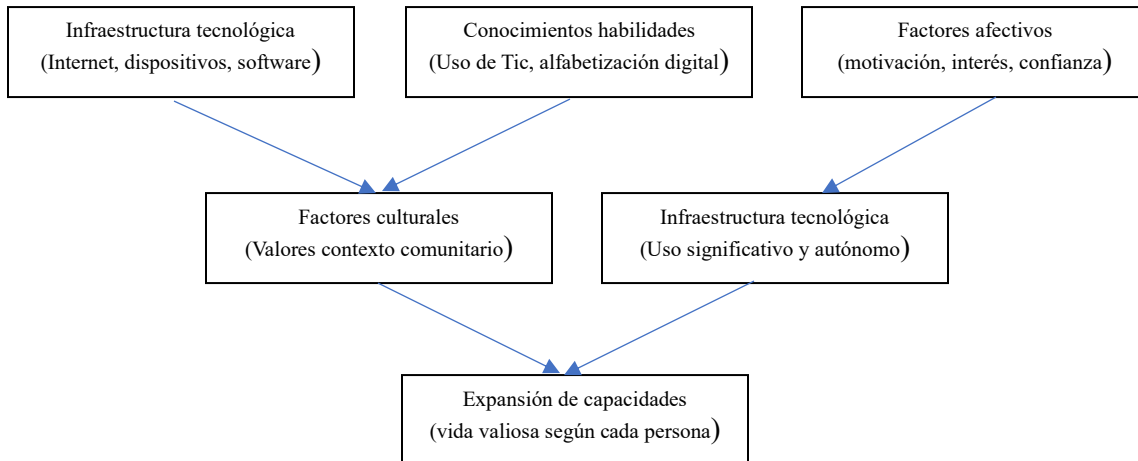 Infraestructura tecnológica
(Internet, dispositivos, software)
Conocimientos habilidades
(Uso de Tic, alfabetización digital)
Factores afectivos
(motivación, interés, confianza)
Factores culturales
(Valores contexto comunitario)
Infraestructura tecnológica
(Uso significativo y autónomo)
Expansión de capacidades
(vida valiosa según cada persona)